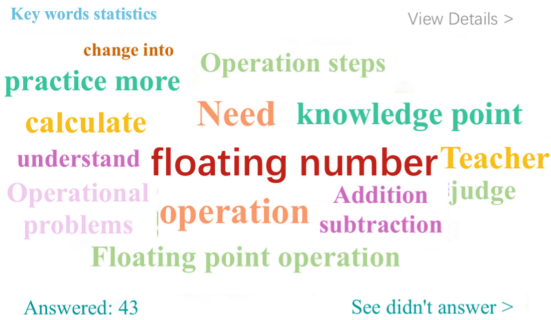 Key words statistics
View Details >
change into
Operation steps
practice more
Need
knowledge point
calculate
understand
floating number
Teacher
Operational
problems
operation
Addition
subtraction
judge
Floating point operation
Answered: 43
See didn't answer >